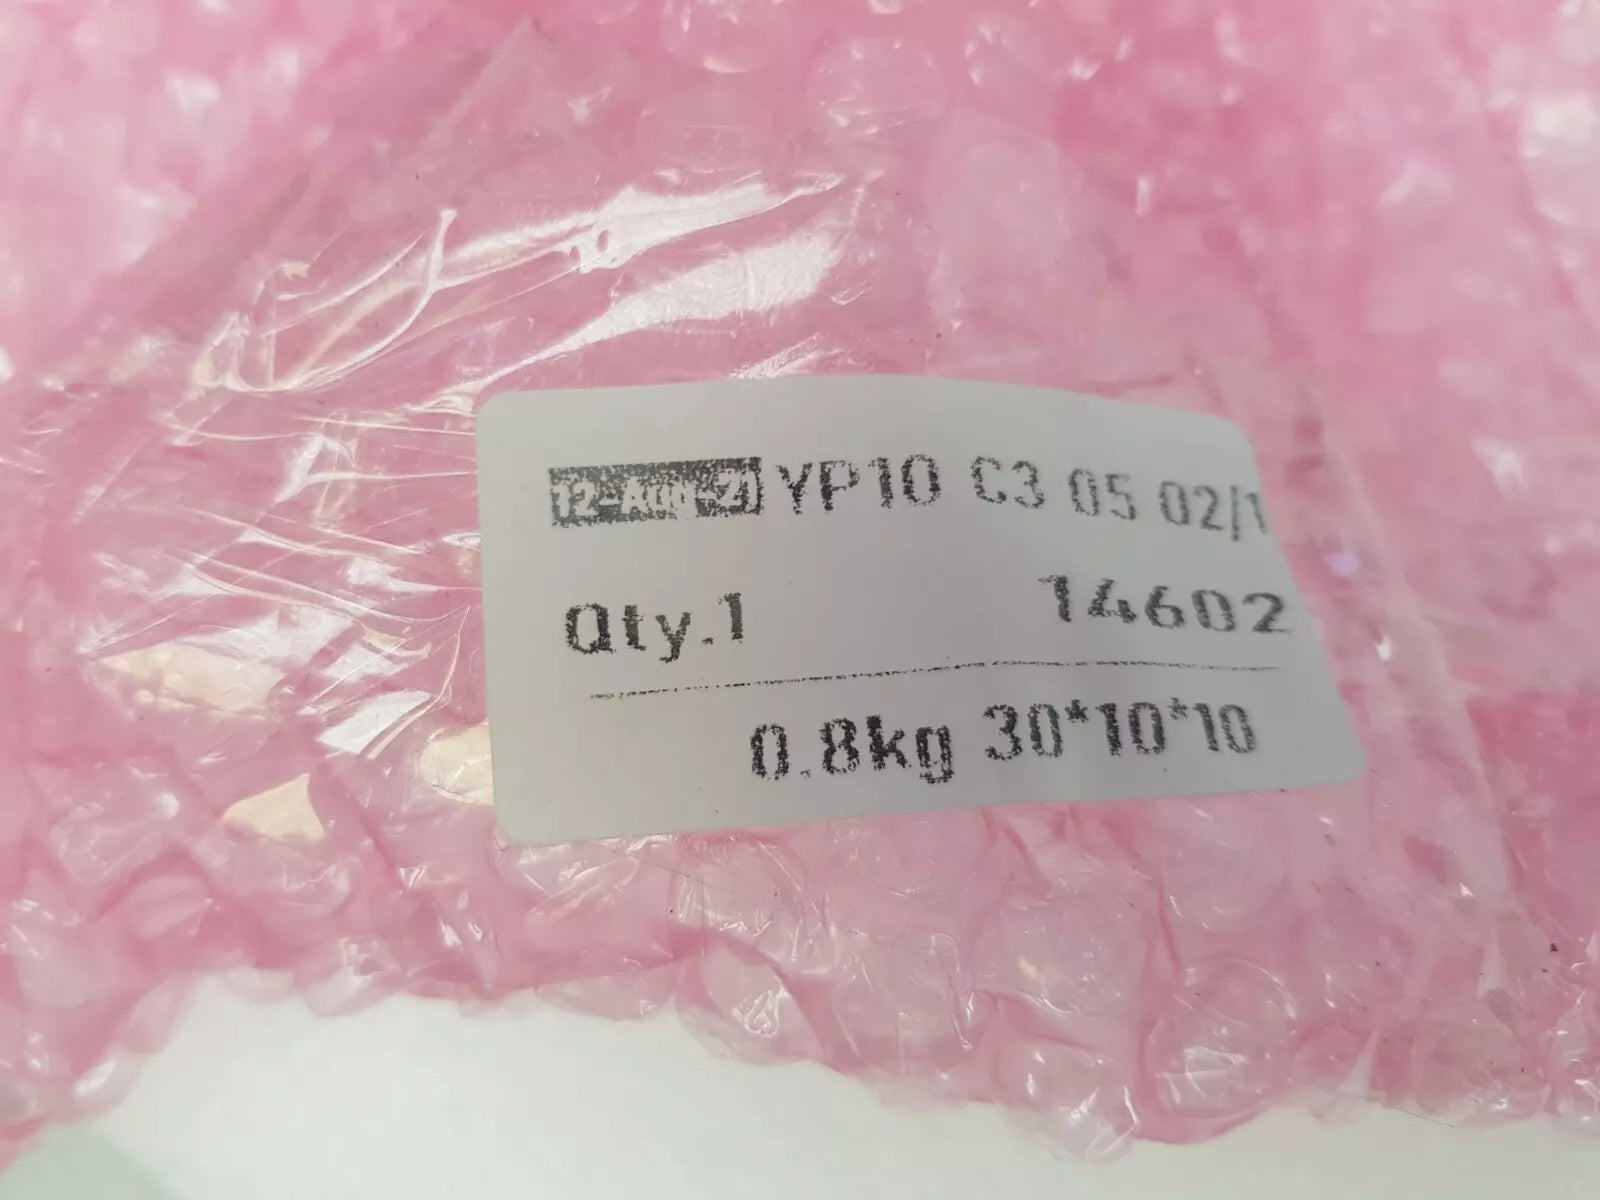 12-Aug-21 YP10 C3 05 02/1
Qty.1 14602
0.8kg 30*10*10